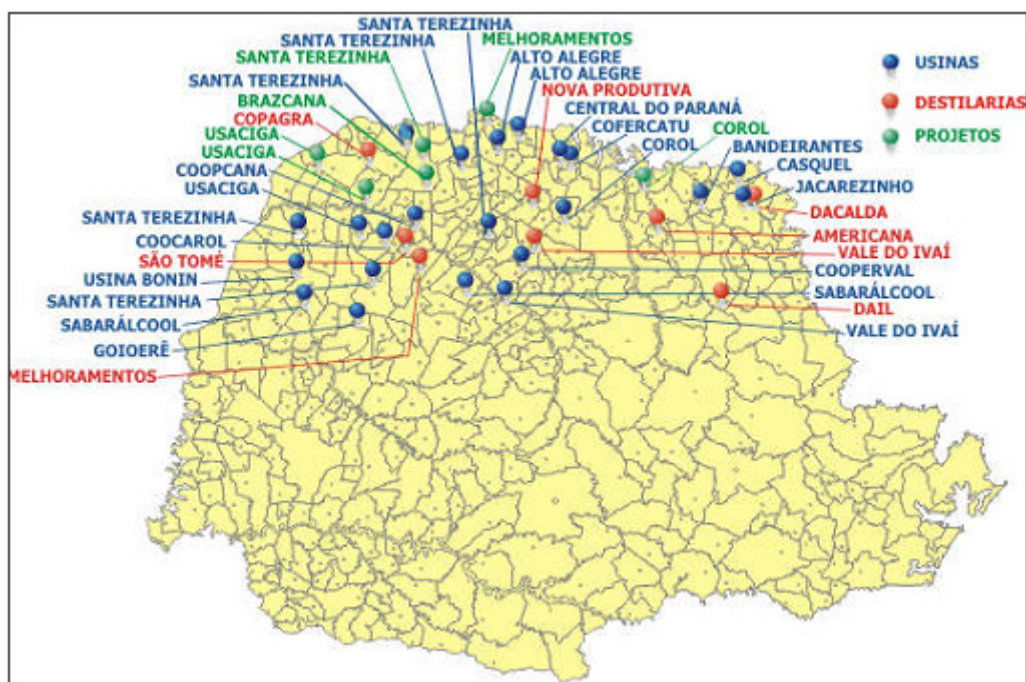 SANTA TEREZINHA
SANTA TEREZINHA
MELHORAMENTOS
SANTA TEREZINHA
ALTO ALEGRE
SANTA TEREZINHA
ALTO ALEGRE
BRAZCANA
NOVA PRODUTIVA
COPAGRA
CENTRAL DO PARANÁ
USACIGA
COFERCATU
COROL
USACIGA
COROL
BANDEIRANTES
COOPCANA
CASQUEL
USACIGA
JACAREZINHO
SANTA TEREZINHA
DACALDA
COOCAROL
AMERICANA
SÃO TOMÉ
VALE DO IVAÍ
USINA BONIN
COOPERVAL
SANTA TEREZINHA
SABARÁLCOOL
SABARÁLCOOL
DAIL
GOIOERÊ
VALE DO IVAÍ
MELHORAMENTOS
USINAS
DESTILARIAS
PROJETOS